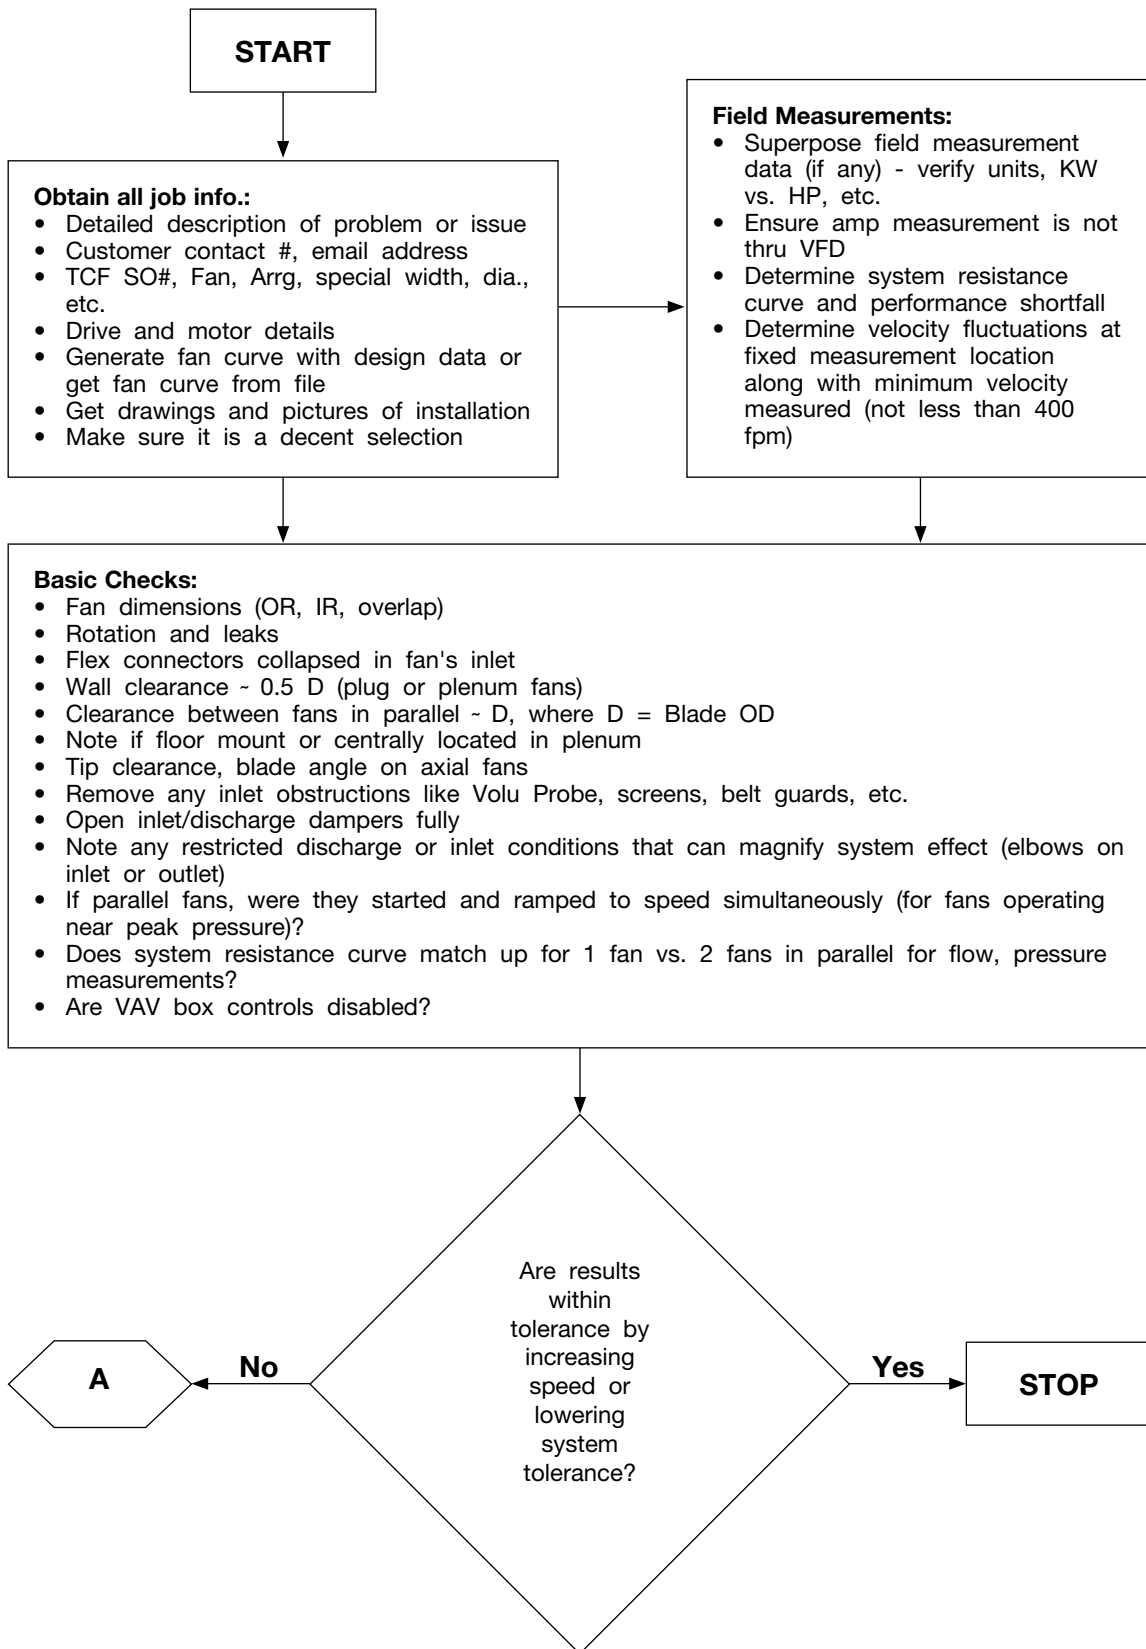 START
Obtain all job info.:
• Detailed description of problem or issue
• Customer contact #, email address
• TCF SO#, Fan, Arrg, special width, dia.,
etc.
• Drive and motor details
• Generate fan curve with design data or
get fan curve from file
• Get drawings and pictures of installation
• Make sure it is a decent selection
Field Measurements:
• Superpose field measurement
data (if any) - verify units, KW
vs. HP, etc.
• Ensure amp measurement is not
thru VFD
• Determine system resistance
curve and performance shortfall
• Determine velocity fluctuations at
fixed measurement location
along with minimum velocity
measured (not less than 400
fpm)
Basic Checks:
• Fan dimensions (OR, IR, overlap)
• Rotation and leaks
• Flex connectors collapsed in fan's inlet
• Wall clearance ~ 0.5 D (plug or plenum fans)
• Clearance between fans in parallel ~ D, where D = Blade OD
• Note if floor mount or centrally located in plenum
• Tip clearance, blade angle on axial fans
• Remove any inlet obstructions like Volu Probe, screens, belt guards, etc.
• Open inlet/discharge dampers fully
• Note any restricted discharge or inlet conditions that can magnify system effect (elbows on
inlet or outlet)
• If parallel fans, were they started and ramped to speed simultaneously (for fans operating
near peak pressure)?
• Does system resistance curve match up for 1 fan vs. 2 fans in parallel for flow, pressure
measurements?
• Are VAV box controls disabled?
Are results
within
tolerance by
increasing
speed or
lowering
system
tolerance?
A
No
Yes
STOP